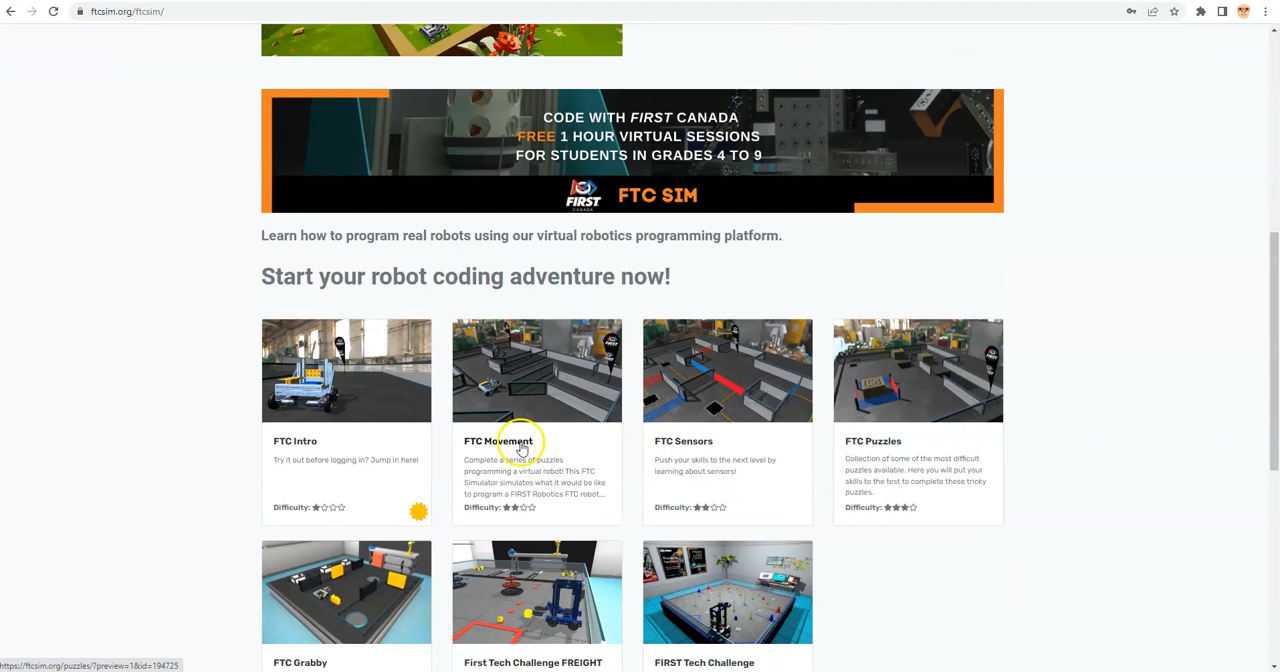 ftcsim.org/ftcsim/
CODE WITH FIRST CANADA
FREE 1 HOUR VIRTUAL SESSIONS
FOR STUDENTS IN GRADES 4 TO 9
FIRST
CANADA
FTC SIM
Learn how to program real robots using our virtual robotics programming platform.
Start your robot coding adventure now!
FTC Intro
Try it out before logging in? Jump in here!
Difficulty:
FTC Movement
Complete a series of puzzles
programming a virtual robot! This FTC
Simulator simulates what it would be like
to program a FIRST Robotics FTC robot,...
Difficulty:
FTC Sensors
Push your skills to the next level by
learning about sensors!
Difficulty:
FTC Puzzles
Collection of some of the most difficult
puzzles available. Here you will put your
skills to the test to complete these tricky
puzzles.
Difficulty:
FTC Grabby
First Tech Challenge FREIGHT
FIRST Tech Challenge
https://ftcsim.org/puzzles/?preview=1&id=194725